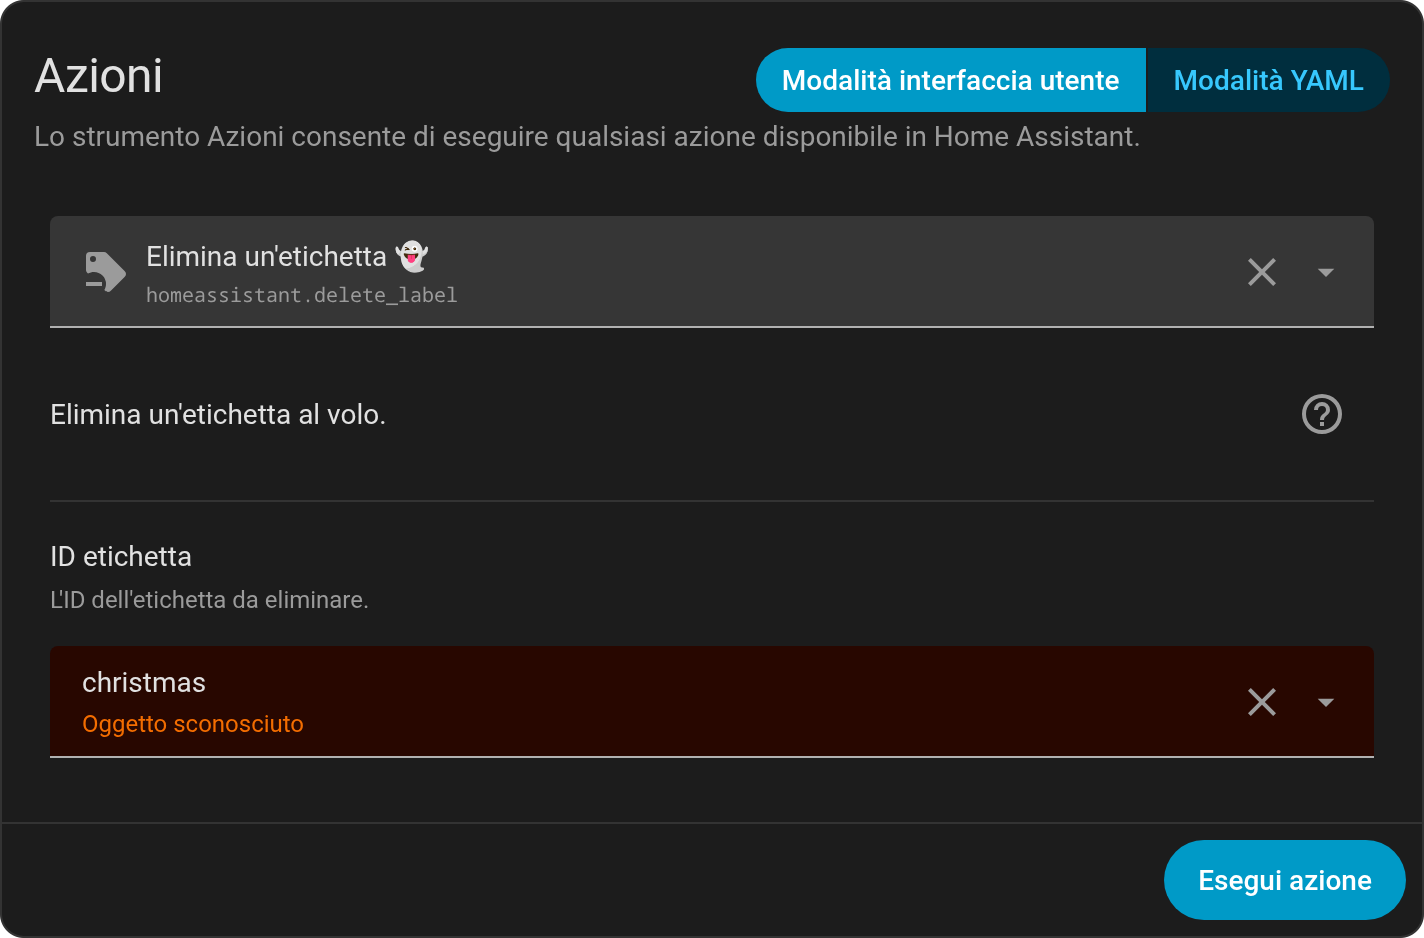 Azioni
Modalità interfaccia utente
Modalità YAML
Lo strumento Azioni consente di eseguire qualsiasi azione disponibile in Home Assistant.
Elimina un'etichetta 👻
homeassistant.delete_label
Elimina un'etichetta al volo.
ID etichetta
L'ID dell'etichetta da eliminare.
christmas
Oggetto sconosciuto
Esegui azione